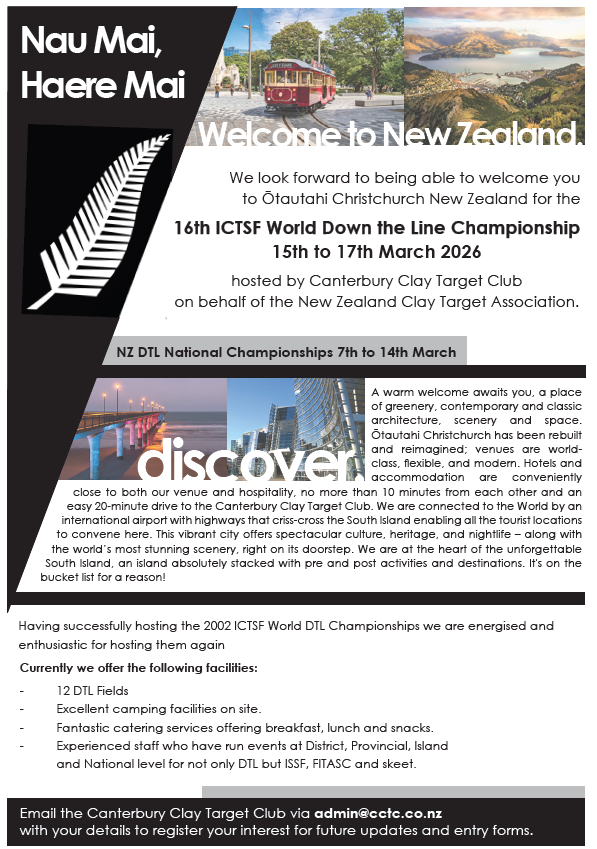 Nau Mai,
Haere Mai
Welcome to New Zealand.
We look forward to being able to welcome you
to Ōtautahi Christchurch New Zealand for the
16th ICTSF World Down the Line Championship
15th to 17th March 2026
hosted by Canterbury Clay Target Club
on behalf of the New Zealand Clay Target Association.
NZ DTL National Championships 7th to 14th March
discover.
A warm welcome awaits you, a place
of greenery, contemporary and classic
architecture, scenery and space.
Ōtautahi Christchurch has been rebuilt
and reimagined; venues are world-
class, flexible, and modern. Hotels and
accommodation are conveniently
close to both our venue and hospitality, no more than 10 minutes from each other and an
easy 20-minute drive to the Canterbury Clay Target Club. We are connected to the World by an
international airport with highways that criss-cross the South Island enabling all the tourist locations
to convene here. This vibrant city offers spectacular culture, heritage, and nightlife – along with
the world's most stunning scenery, right on its doorstep. We are at the heart of the unforgettable
South Island, an island absolutely stacked with pre and post activities and destinations. It's on the
bucket list for a reason!
Having successfully hosting the 2002 ICTSF World DTL Championships we are energised and
enthusiastic for hosting them again
Currently we offer the following facilities:
- 12 DTL Fields
- Excellent camping facilities on site.
- Fantastic catering services offering breakfast, lunch and snacks.
- Experienced staff who have run events at District, Provincial, Island
and National level for not only DTL but ISSF, FITASC and skeet.
Email the Canterbury Clay Target Club via admin@cctc.co.nz
with your details to register your interest for future updates and entry forms.